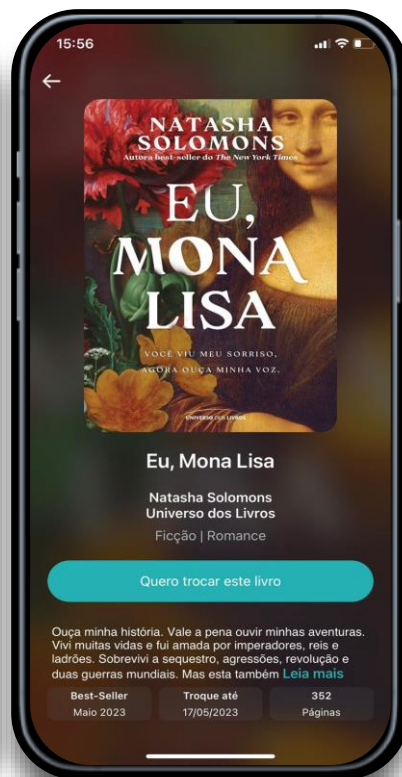 15:56
NATASHA
SOLOMONS
Autora best-seller do The New York Times
EU,
MONA
LISA
VOCÊ VIU MEU SORRISO,
AGORA OUÇA MINHA VOZ.
UNIVERSO DOS LIVROS
Eu, Mona Lisa
Natasha Solomons
Universo dos Livros
Ficção | Romance
Quero trocar este livro
Ouça minha história. Vale a pena ouvir minhas aventuras.
Vivi muitas vidas e fui amada por imperadores, reis e
ladrões. Sobrevivi a sequestro, agressões, revolução e
duas guerras mundiais. Mas esta também Leia mais
Best-Seller
Maio 2023
Troque até
17/05/2023
352
Páginas